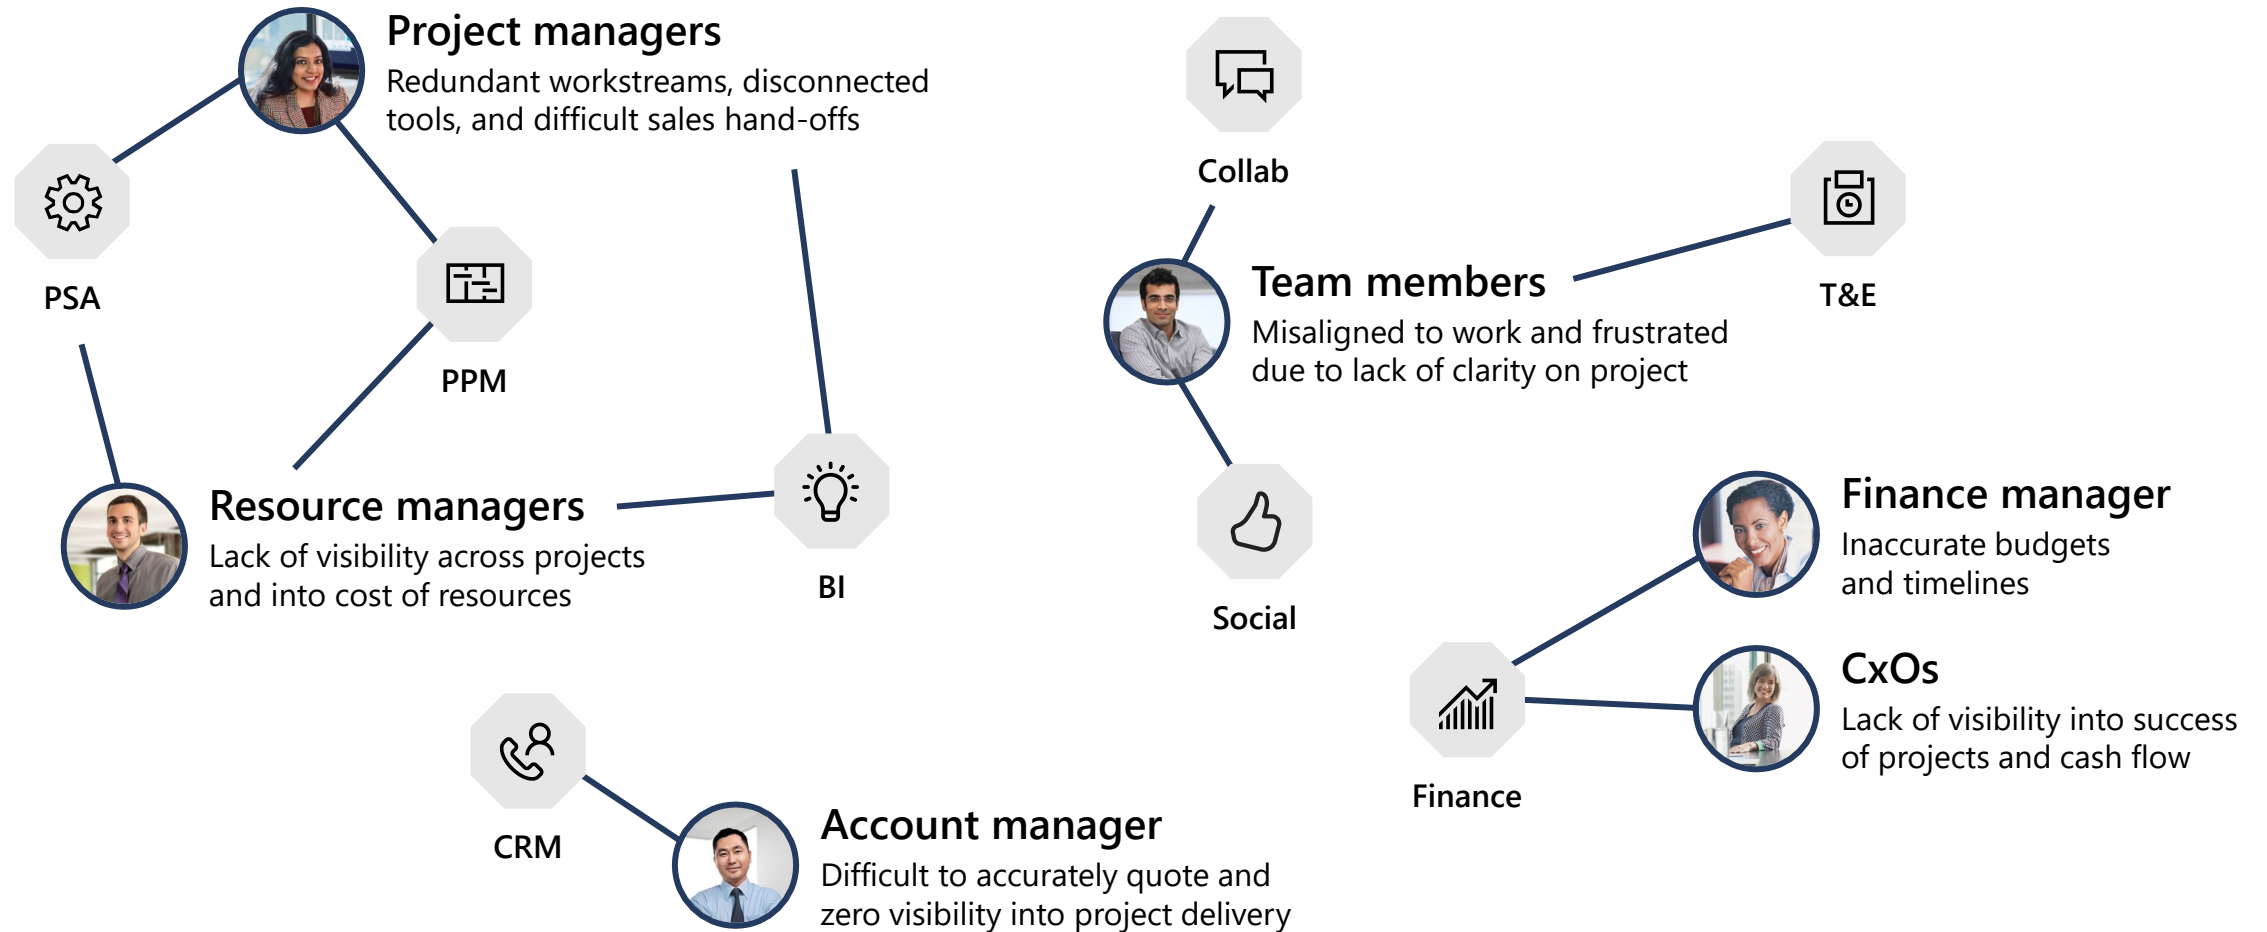 Project managers
Redundant workstreams, disconnected
tools, and difficult sales hand-offs
PSA
PPM
Resource managers
Lack of visibility across projects
and into cost of resources
BI
CRM
Account manager
Difficult to accurately quote and
zero visibility into project delivery
Collab
Team members
Misaligned to work and frustrated
due to lack of clarity on project
T&E
Social
Finance manager
Inaccurate budgets
and timelines
CxOs
Lack of visibility into success
of projects and cash flow
Finance